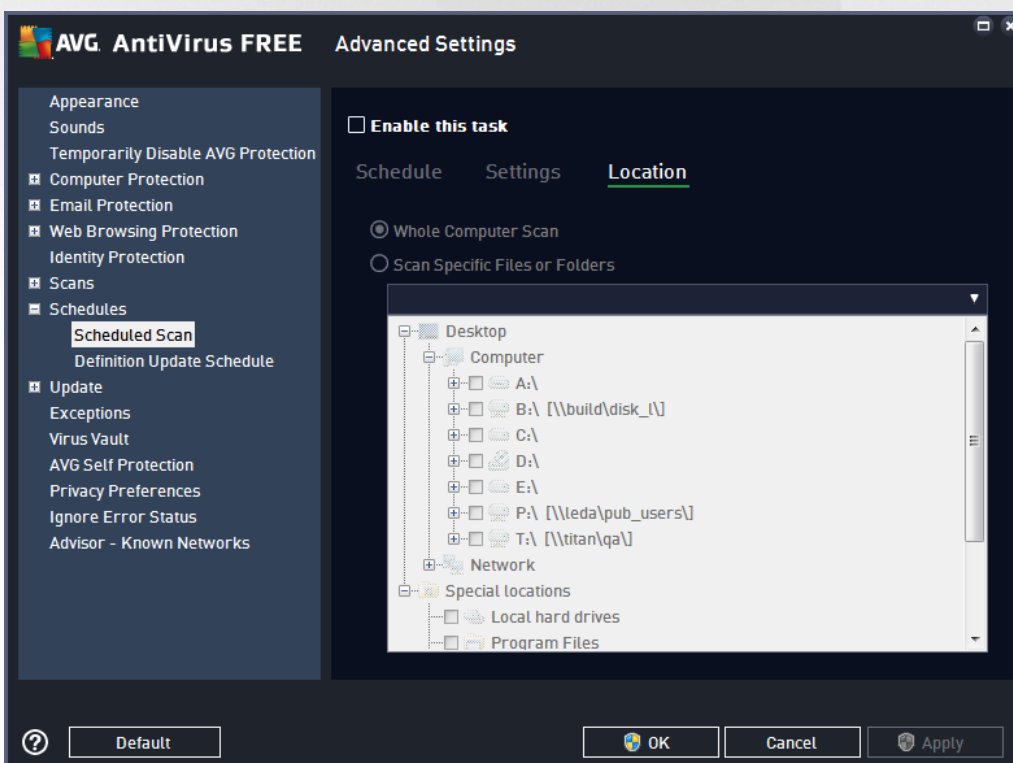 AVG. AntiVirus FREE Advanced Settings
Appearance
Sounds
Temporarily Disable AVG Protection
Computer Protection
Email Protection
Web Browsing Protection
Identity Protection
Scans
Schedules
Scheduled Scan
Definition Update Schedule
Update
Exceptions
Virus Vault
AVG Self Protection
Privacy Preferences
Ignore Error Status
Advisor - Known Networks
Enable this task
Schedule Settings Location
Whole Computer Scan
Scan Specific Files or Folders
Desktop
Computer
A:\
B:\ [\\build\disk_l\]
C:\
D:\
E:\
P:\ [\\leda\pub_users\]
T:\ [\\titan\qa\]
Network
Special locations
Local hard drives
Program Files
? Default OK Cancel Apply